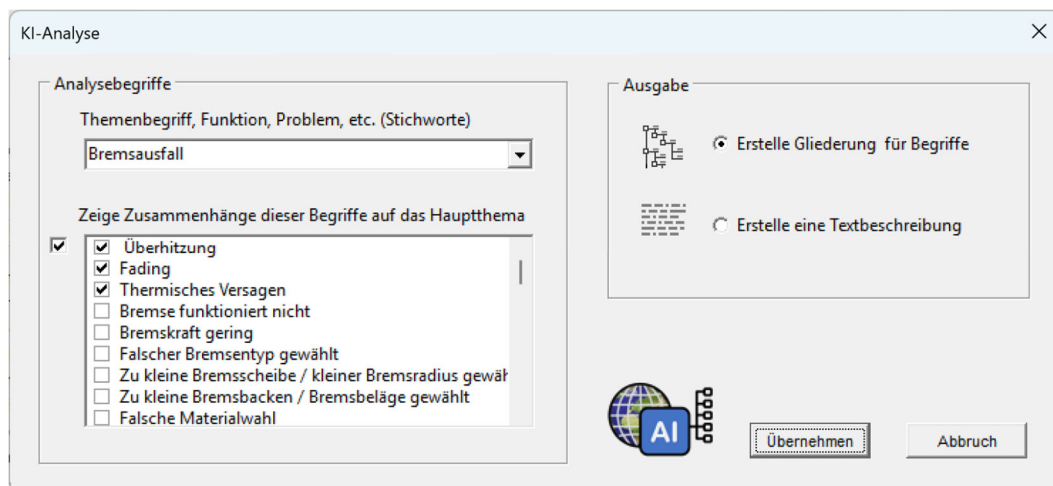 KI-Analyse
Analysebegriffe
Themenbegriff, Funktion, Problem, etc. (Stichworte)
Bremsausfall
Zeige Zusammenhänge dieser Begriffe auf das Hauptthema
Überhitzung
Fading
Thermisches Versagen
Bremse funktioniert nicht
Bremskraft gering
Falscher Bremsentyp gewählt
Zu kleine Bremsscheibe / kleiner Bremsradius gewäh
Zu kleine Bremsbacken / Bremsbeläge gewählt
Falsche Materialwahl
Ausgabe
Erstelle Gliederung für Begriffe
Erstelle eine Textbeschreibung
AI
Übernehmen
Abbruch